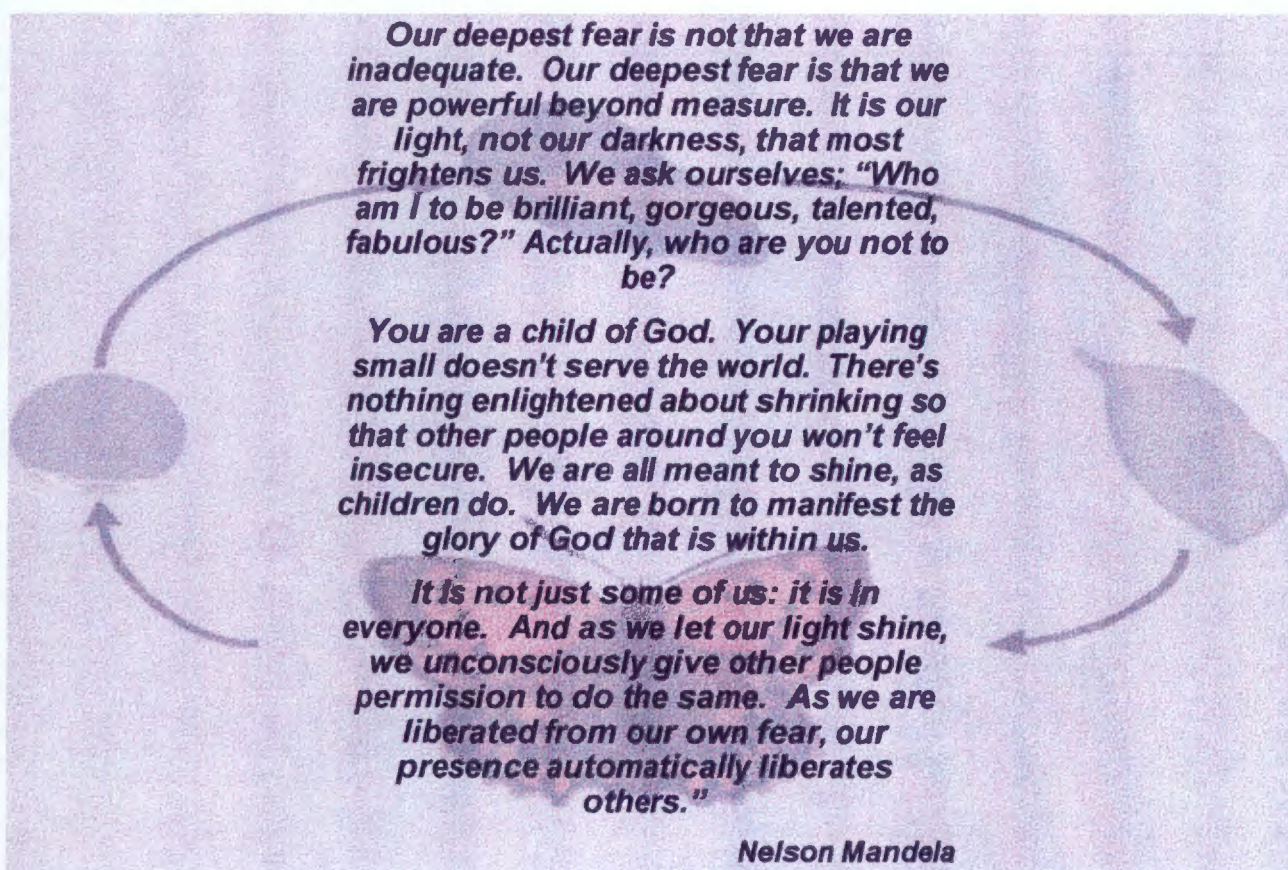 Our deepest fear is not that we are
inadequate. Our deepest fear is that we
are powerful beyond measure. It is our
light, not our darkness, that most
frightens us. We ask ourselves; “Who
am I to be brilliant, gorgeous, talented,
fabulous?” Actually, who are you not to
be?
You are a child of God. Your playing
small doesn't serve the world. There's
nothing enlightened about shrinking so
that other people around you won't feel
insecure. We are all meant to shine, as
children do. We are born to manifest the
glory of God that is within us.
It is not just some of us: it is in
everyone. And as we let our light shine,
we unconsciously give other people
permission to do the same. As we are
liberated from our own fear, our
presence automatically liberates
others.”
Nelson Mandela